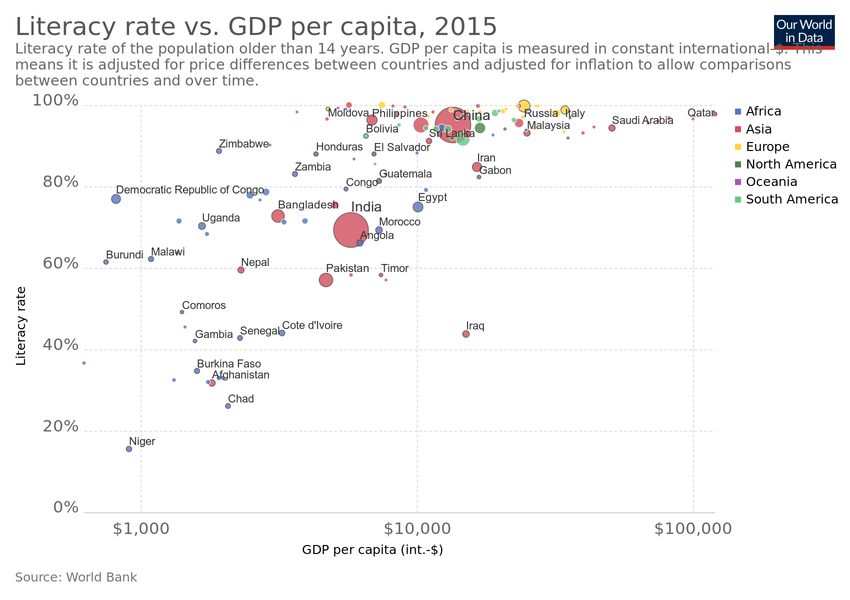 Literacy rate vs. GDP per capita, 2015
Our World
in Data
Literacy rate of the population older than 14 years. GDP per capita is measured in constant international-$. This
means it is adjusted for price differences between countries and adjusted for inflation to allow comparisons
between countries and over time.
100%
Moldova Philippines China Russia Italy Saudi Arabia Qatar
Bolivia Sri Lanka Malaysia
Zimbabwe Honduras El Salvador
Iran
Zambia Guatemala Gabon
80%
Democratic Republic of Congo Congo
Bangladesh India Egypt
Uganda Morocco
Angola
Burundi Malawi
60%
Nepal Pakistan Timor
Comoros
Gambia Senegal Cote d'Ivoire Iraq
40%
Burkina Faso
Afghanistan
Chad
20%
Niger
0%
$1,000 $10,000 $100,000
Literacy rate
GDP per capita (int.-$)
Africa
Asia
Europe
North America
Oceania
South America
Source: World Bank